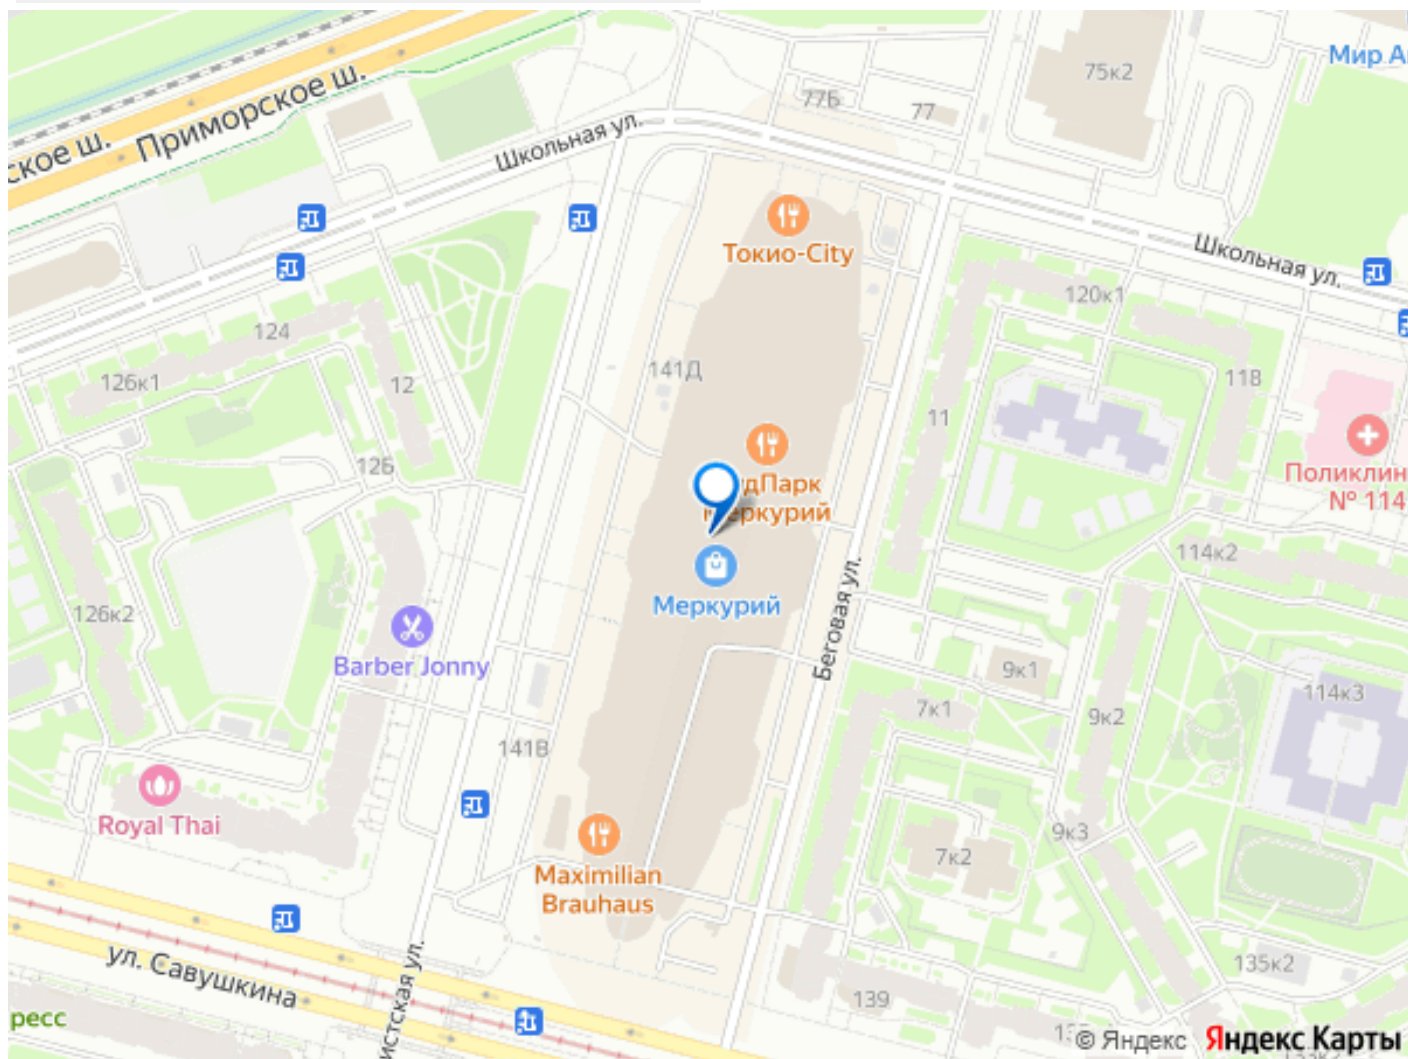 Мир А
75к2
77Б
77
Приморское ш.
ское ш.
Школьная ул.
Токио-City
Школьная ул.
120к1
124
126к1
12
141Д
11
118
12Б
Поликлин
№ 114
дПарк
Меркурий
114к2
Меркурий
126к2
Barber Jonny
Беговая ул.
9к1
114к3
7к1
9к2
141В
Royal Thai
9к3
7к2
Maximilian
Brauhaus
ул. Савушкина
истская ул.
135к2
139
ресс
© Яндекс Яндекс Карты